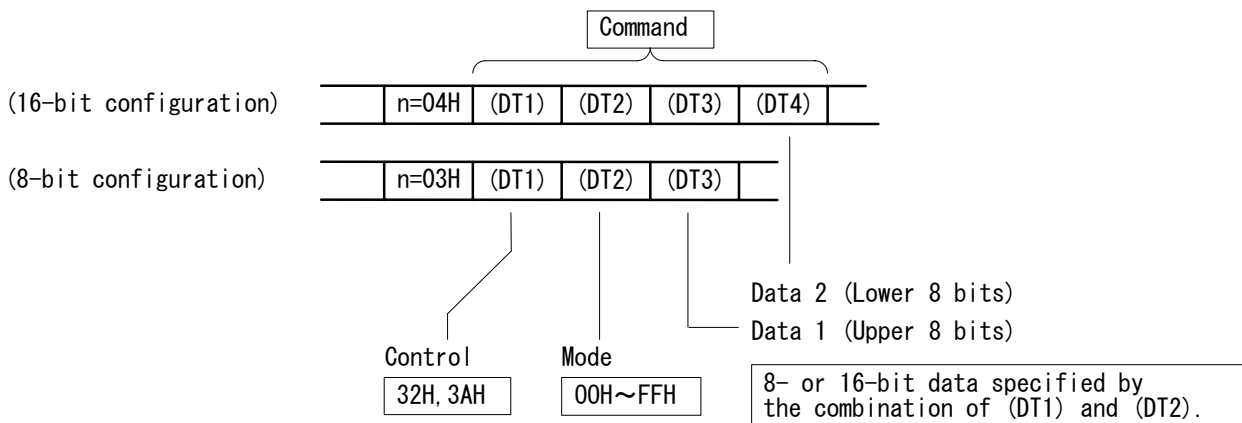 Command
(16-bit configuration) n=04H (DT1) (DT2) (DT3) (DT4)
(8-bit configuration) n=03H (DT1) (DT2) (DT3)
Data 2 (Lower 8 bits)
Data 1 (Upper 8 bits)
Control Mode
32H,3AH 00H～FFH
8- or 16-bit data specified by
the combination of (DT1) and (DT2).